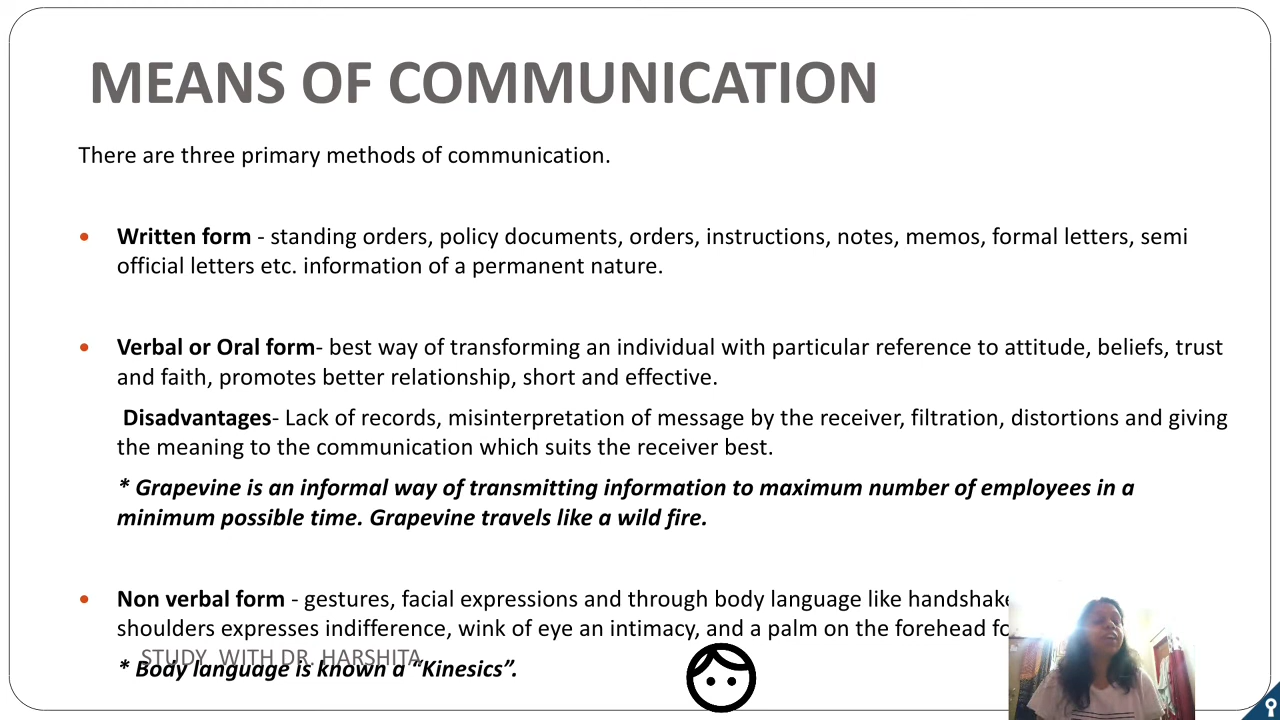 MEANS OF COMMUNICATION
There are three primary methods of communication.
• Written form - standing orders, policy documents, orders, instructions, notes, memos, formal letters, semi
official letters etc. information of a permanent nature.
• Verbal or Oral form- best way of transforming an individual with particular reference to attitude, beliefs, trust
and faith, promotes better relationship, short and effective.
Disadvantages- Lack of records, misinterpretation of message by the receiver, filtration, distortions and giving
the meaning to the communication which suits the receiver best.
* Grapevine is an informal way of transmitting information to maximum number of employees in a
minimum possible time. Grapevine travels like a wild fire.
• Non verbal form - gestures, facial expressions and through body language like
shoulders expresses indifference, wink of eye an intimacy, and a palm on the forehead
STUDY WITH DR. HARSHITA
* Body language is known a “Kinesics”.